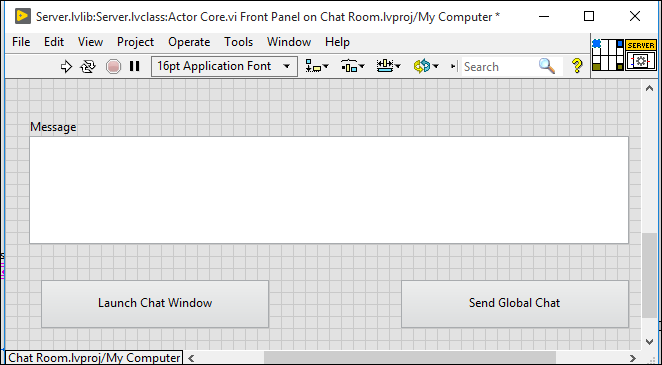 Server.lvlib:Server.lvclass:Actor Core.vi Front Panel on Chat Room.lvproj/My Computer *
File Edit View Project Operate Tools Window Help
16pt Application Font Search ? SERVER
Message
Launch Chat Window Send Global Chat
Chat Room.lvproj/My Computer